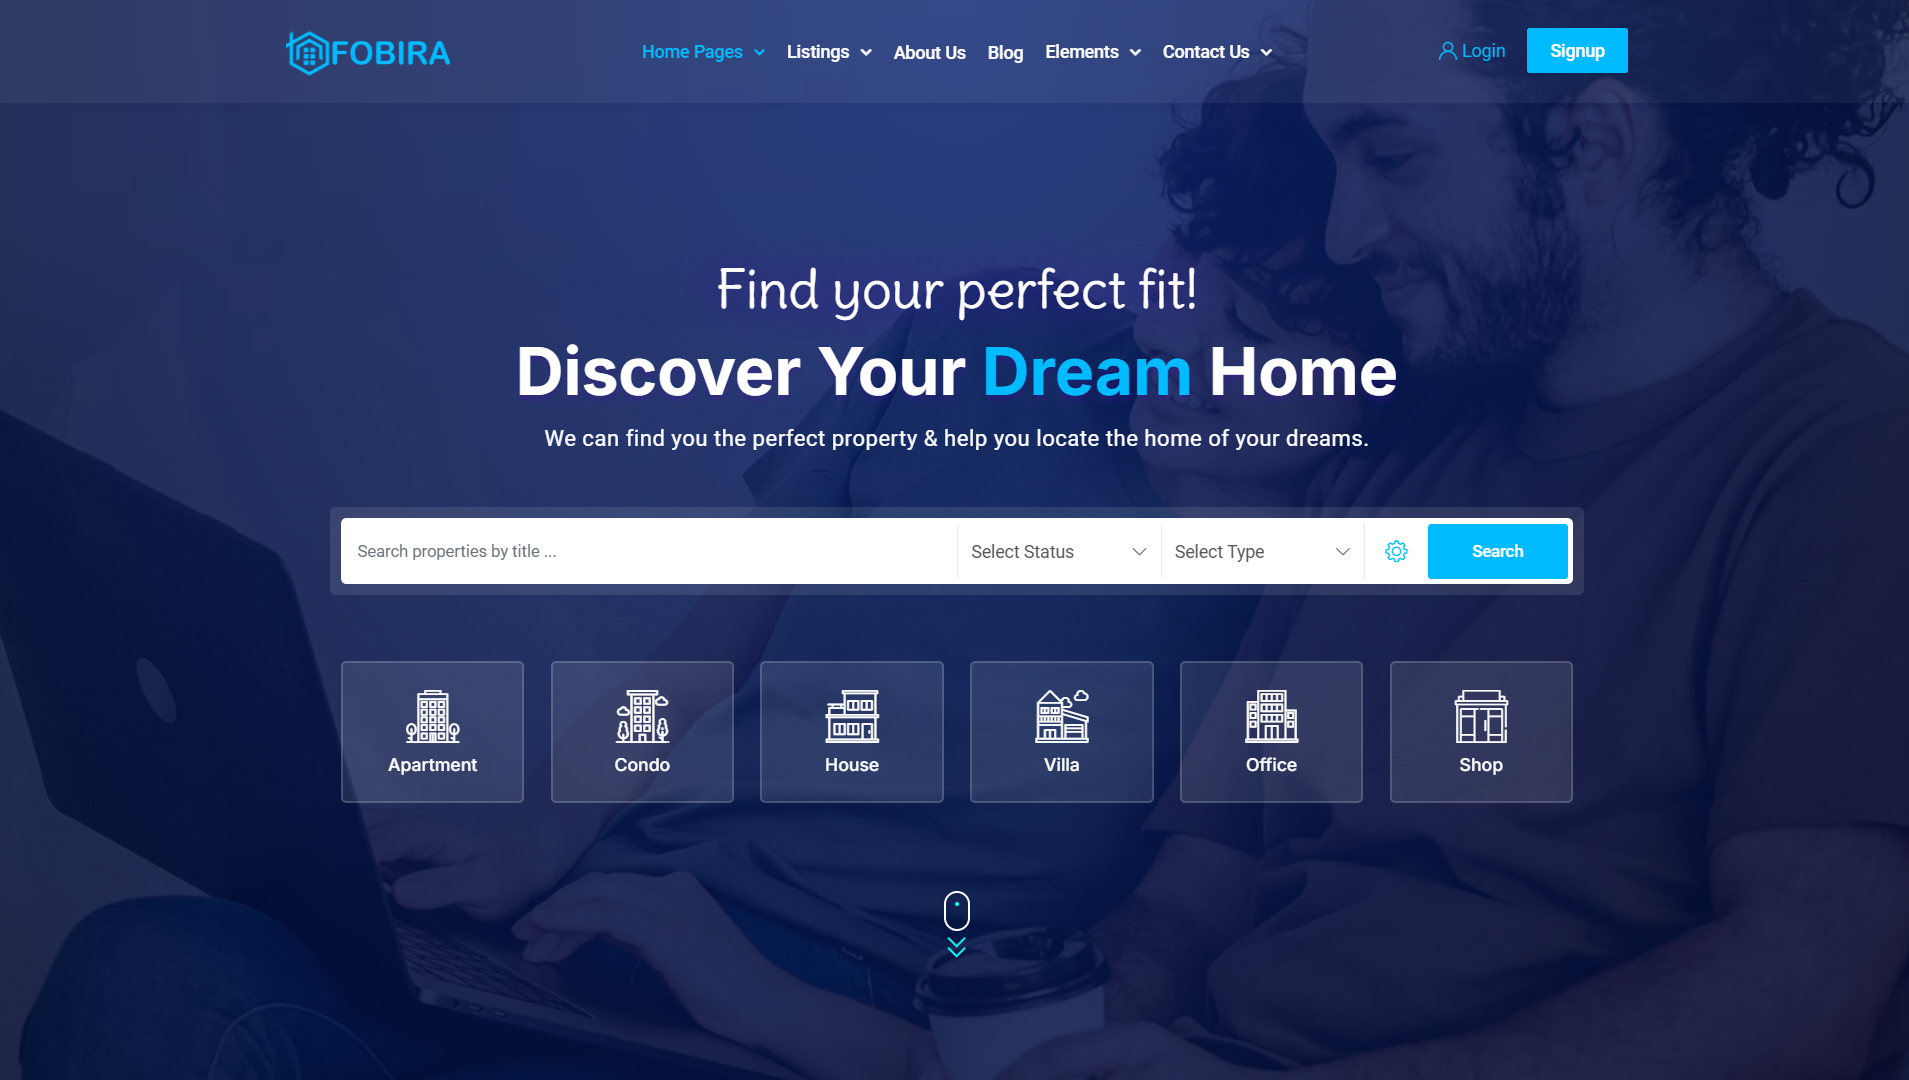 FOBIRA
Home Pages
Listings
About Us
Blog
Elements
Contact Us
Login
Signup
Find your perfect fit!
Discover Your Dream Home
We can find you the perfect property & help you locate the home of your dreams.
Search properties by title ...
Select Status
Select Type
Search
Apartment
Condo
House
Villa
Office
Shop